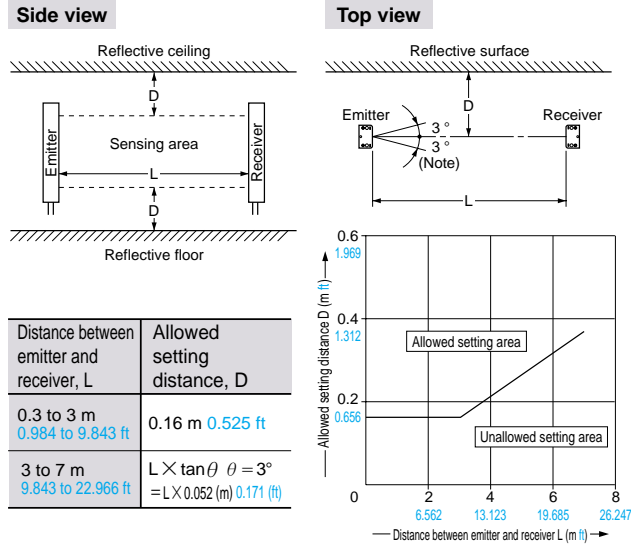 Side view
Reflective ceiling
D
Emitter
Sensing area
Receiver
L
D
Reflective floor
Top view
Reflective surface
D
Emitter
Receiver
3 °
3 °
(Note)
L
Distance between
emitter and
receiver, L
Allowed
setting
distance, D
0.3 to 3 m
0.984 to 9.843 ft
0.16 m 0.525 ft
3 to 7 m
9.843 to 22.966 ft
L × tan θ θ = 3°
= L × 0.052 (m) 0.171 (ft)
Allowed setting distance D (m ft)
0.6
1.969
0.4
1.312
0.2
0.656
Allowed setting area
Unallowed setting area
0 2 4 6 8
6.562 13.123 19.685 26.247
Distance between emitter and receiver L (m ft)